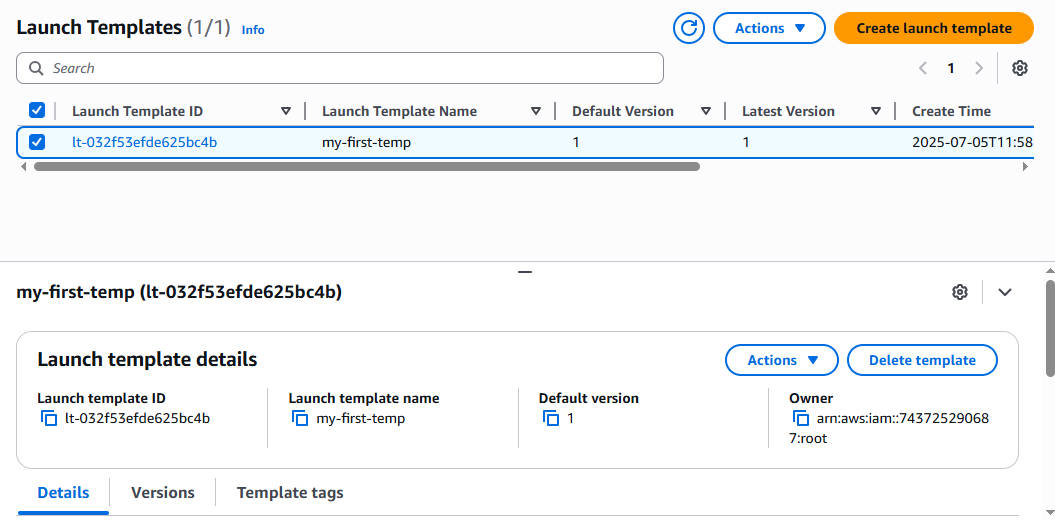 Launch Templates (1/1) Info Actions Create launch template
Search 1
Launch Template ID Launch Template Name Default Version Latest Version Create Time
lt-032f53efde625bc4b my-first-temp 1 1 2025-07-05T11:58
my-first-temp (lt-032f53efde625bc4b)
Launch template details Actions Delete template
Launch template ID Launch template name Default version Owner
lt-032f53efde625bc4b my-first-temp 1 arn:aws:iam::74372529068
7:root
Details Versions Template tags